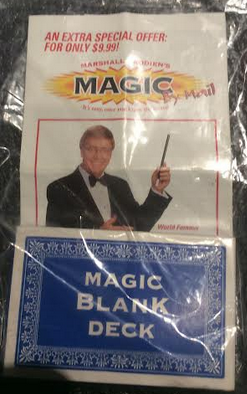 AN EXTRA SPECIAL OFFER:
FOR ONLY $9.99!
MARSHALL BRODIEN'S
MAGIC
By Mail
World Famous
MAGIC
BLANK
DECK